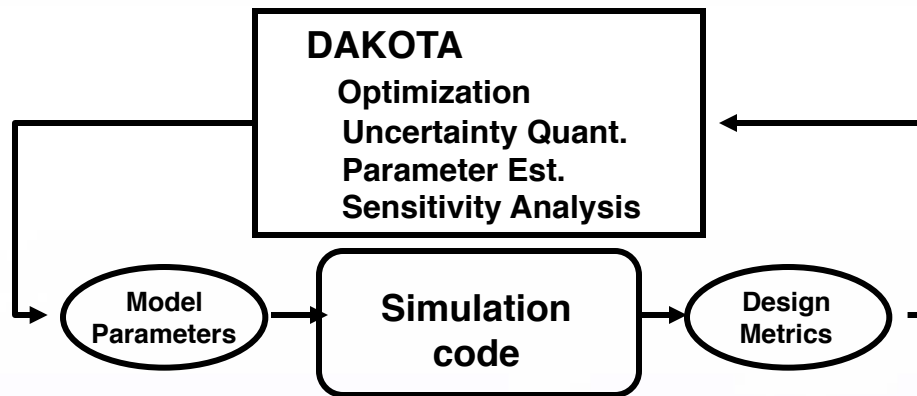 DAKOTA
Optimization
Uncertainty Quant.
Parameter Est.
Sensitivity Analysis
Model
Parameters
Simulation
code
Design
Metrics